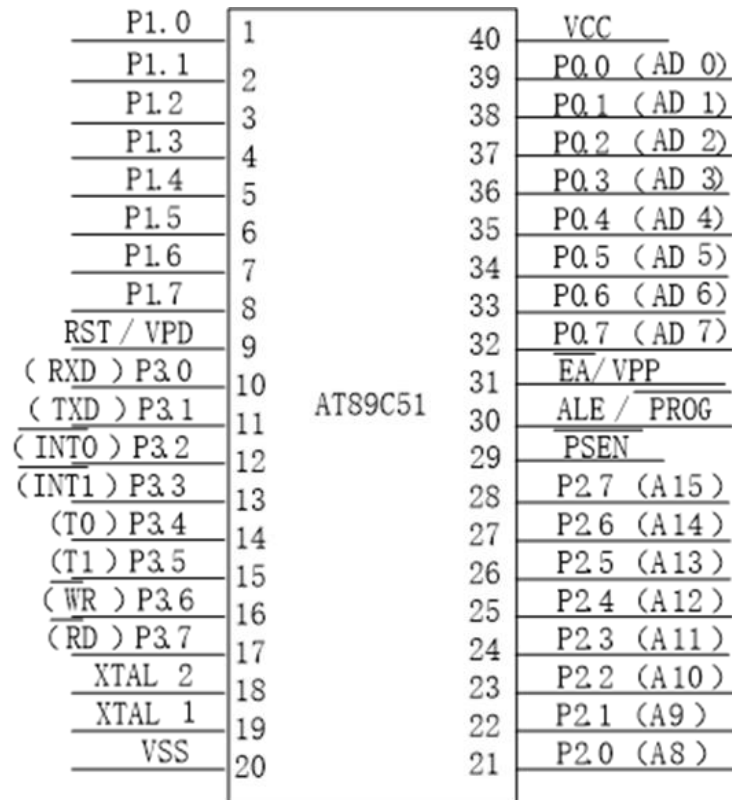 P1.0 1 40 VCC
P1.1 2 39 P0.0 (AD 0)
P1.2 3 38 P0.1 (AD 1)
P1.3 4 37 P0.2 (AD 2)
P1.4 5 36 P0.3 (AD 3)
P1.5 6 35 P0.4 (AD 4)
P1.6 7 34 P0.5 (AD 5)
P1.7 8 33 P0.6 (AD 6)
RST / VPD 9 32 P0.7 (AD 7)
( RXD ) P3.0 10 31 E̅A̅/ VPP
( TXD ) P3.1 11 AT89C51 30 ALE / P̅R̅O̅G̅
( I̅N̅T̅0̅ ) P3.2 12 29 P̅S̅E̅N̅
( I̅N̅T̅1̅ ) P3.3 13 28 P2.7 (A15)
(T0 ) P3.4 14 27 P2.6 (A14)
(T1 ) P3.5 15 26 P2.5 (A13)
( W̅R̅ ) P3.6 16 25 P2.4 (A12)
( R̅D̅ ) P3.7 17 24 P2.3 (A11)
XTAL 2 18 23 P2.2 (A10)
XTAL 1 19 22 P2.1 (A9)
VSS 20 21 P2.0 (A8)